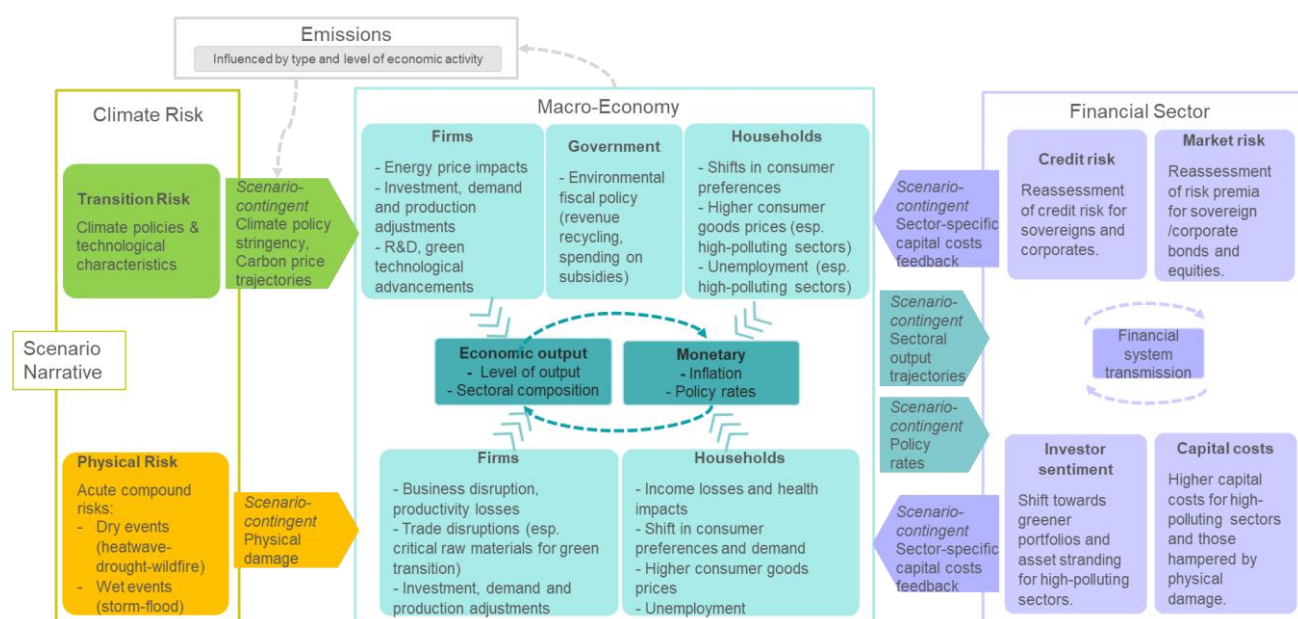 Emissions
Influenced by type and level of economic activity
Climate Risk
Transition Risk
Climate policies &
technological
characteristics
Scenario-
contingent
Climate policy
stringency,
Carbon price
trajectories
Scenario
Narrative
Physical Risk
Acute compound
risks:
- Dry events
(heatwave-
drought-wildfire)
- Wet events
(storm-flood)
Scenario-
contingent
Physical
damage
Macro-Economy
Firms
- Energy price impacts
- Investment, demand
and production
adjustments
- R&D, green
technological
advancements
Government
- Environmental
fiscal policy
(revenue
recycling,
spending on
subsidies)
Households
- Shifts in consumer
preferences
- Higher consumer
goods prices (esp.
high-polluting sectors)
- Unemployment (esp.
high-polluting sectors)
Economic output
- Level of output
- Sectoral composition
Monetary
- Inflation
- Policy rates
Firms
- Business disruption,
productivity losses
- Trade disruptions (esp.
critical raw materials for green
transition)
- Investment, demand and
production adjustments
Households
- Income losses and health
impacts
- Shift in consumer
preferences and demand
- Higher consumer goods
prices
- Unemployment
Scenario-
contingent
Sector-specific
capital costs
feedback
Scenario-
contingent
Sectoral
output
trajectories
Scenario-
contingent
Policy
rates
Scenario-
contingent
Sector-specific
capital costs
feedback
Financial Sector
Credit risk
Reassessment
of credit risk for
sovereigns and
corporates.
Market risk
Reassessment
of risk premia
for sovereign
/corporate
bonds and
equities.
Financial
system
transmission
Investor
sentiment
Shift towards
greener
portfolios and
asset stranding
for high-polluting
sectors.
Capital costs
Higher capital
costs for high-
polluting sectors
and those
hampered by
physical
damage.